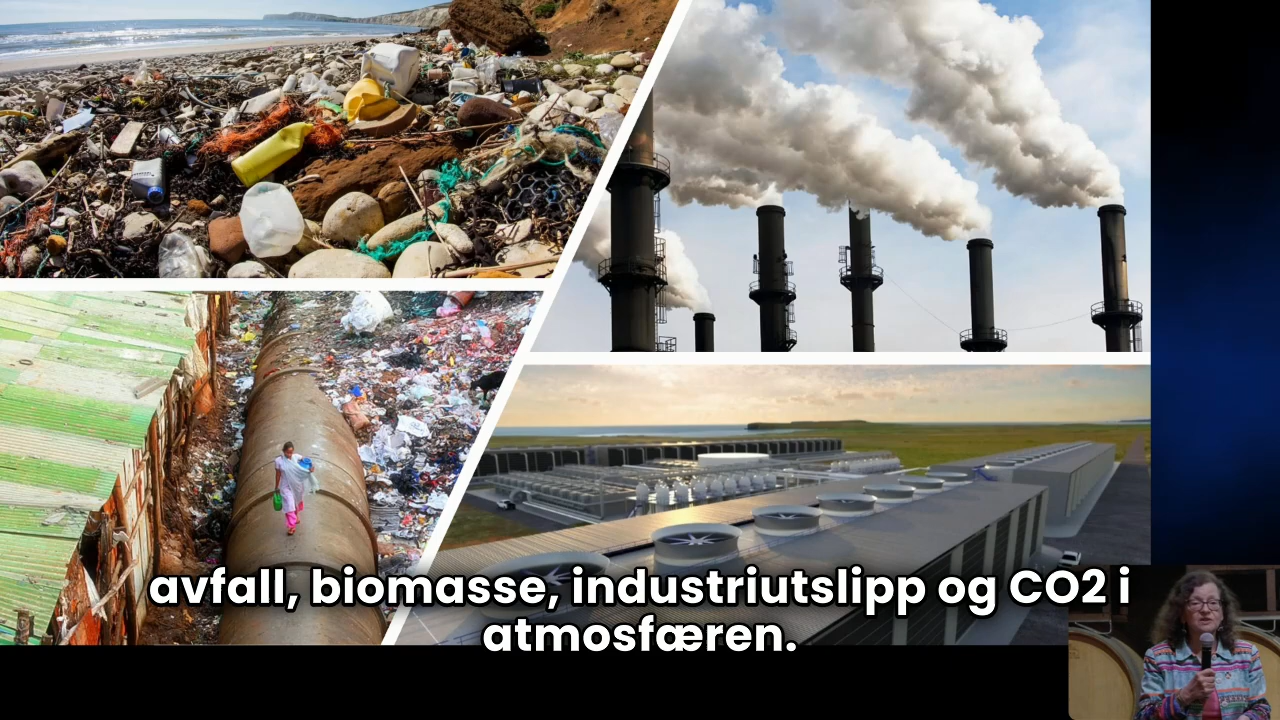 avfall, biomasse, industriutslipp og CO2 i
atmosfæren.